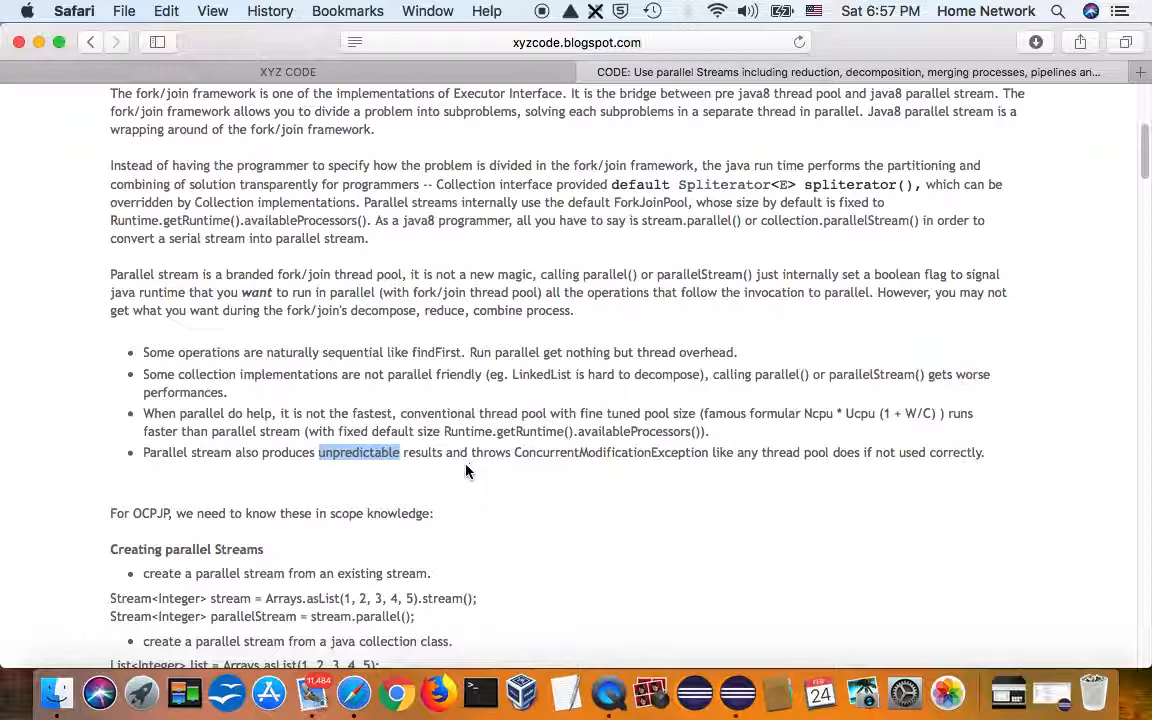 Safari File Edit View History Bookmarks Window Help 5 Sat 6:57 PM Home Network
xyzcode.blogspot.com
XYZ CODE CODE: Use parallel Streams including reduction, decomposition, merging processes, pipelines an...
The fork/join framework is one of the implementations of Executor Interface. It is the bridge between pre java8 thread pool and java8 parallel stream. The
fork/join framework allows you to divide a problem into subproblems, solving each subproblems in a separate thread in parallel. Java8 parallel stream is a
wrapping around of the fork/join framework.
Instead of having the programmer to specify how the problem is divided in the fork/join framework, the java run time performs the partitioning and
combining of solution transparently for programmers -- Collection interface provided default Spliterator<E> spliterator(), which can be
overridden by Collection implementations. Parallel streams internally use the default ForkJoinPool, whose size by default is fixed to
Runtime.getRuntime().availableProcessors(). As a java8 programmer, all you have to say is stream.parallel() or collection.parallelStream() in order to
convert a serial stream into parallel stream.
Parallel stream is a branded fork/join thread pool, it is not a new magic, calling parallel() or parallelStream() just internally set a boolean flag to signal
java runtime that you want to run in parallel (with fork/join thread pool) all the operations that follow the invocation to parallel. However, you may not
get what you want during the fork/join's decompose, reduce, combine process.
• Some operations are naturally sequential like findFirst. Run parallel get nothing but thread overhead.
• Some collection implementations are not parallel friendly (eg. LinkedList is hard to decompose), calling parallel() or parallelStream() gets worse
performances.
• When parallel do help, it is not the fastest, conventional thread pool with fine tuned pool size (famous formular Ncpu * Ucpu (1 + W/C) ) runs
faster than parallel stream (with fixed default size Runtime.getRuntime().availableProcessors()).
• Parallel stream also produces unpredictable results and throws ConcurrentModificationException like any thread pool does if not used correctly.
For OCPJP, we need to know these in scope knowledge:
Creating parallel Streams
• create a parallel stream from an existing stream.
Stream<Integer> stream = Arrays.asList(1, 2, 3, 4, 5).stream();
Stream<Integer> parallelStream = stream.parallel();
• create a parallel stream from a java collection class.
List<Integer> list = Arrays.asList(1, 2, 3, 4, 5);
11,484
FEB
24